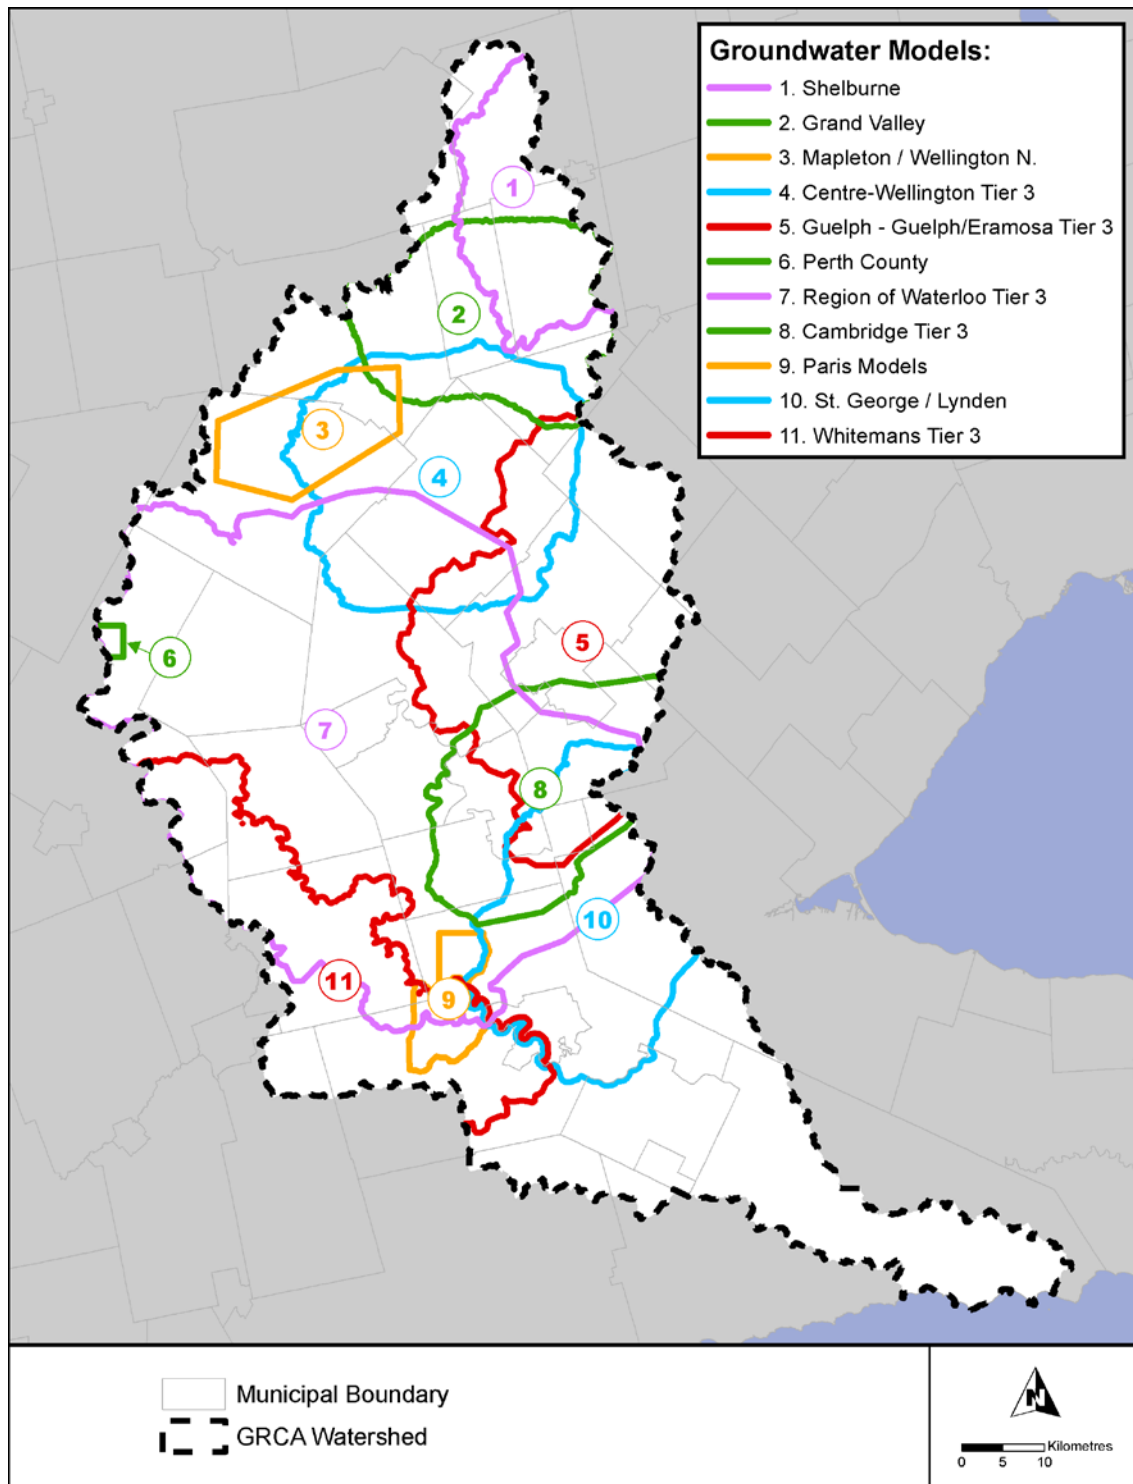 Groundwater Models:
1. Shelburne
2. Grand Valley
3. Mapleton / Wellington N.
4. Centre-Wellington Tier 3
5. Guelph - Guelph/Eramosa Tier 3
6. Perth County
7. Region of Waterloo Tier 3
8. Cambridge Tier 3
9. Paris Models
10. St. George / Lynden
11. Whitemans Tier 3
1
2
3
4
5
6
7
8
10
11
9
Municipal Boundary
GRCA Watershed
N
Kilometres
0 5 10